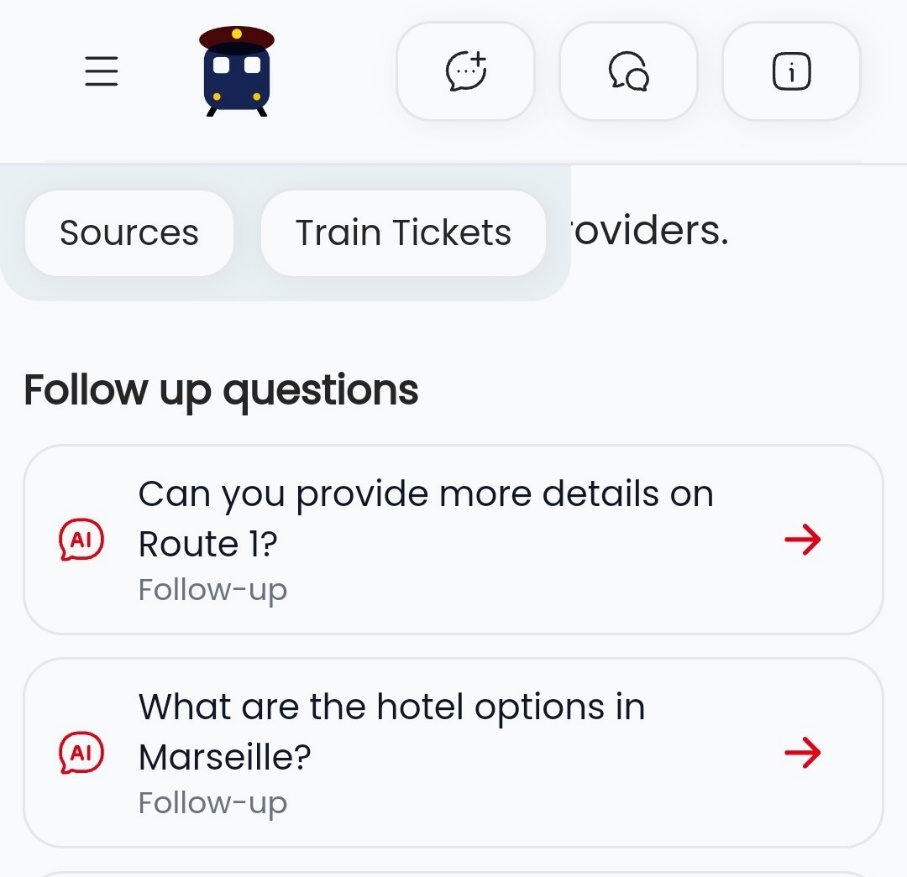 Sources
Train Tickets
roviders.
Follow up questions
AI
Can you provide more details on
Route 1?
Follow-up
AI
What are the hotel options in
Marseille?
Follow-up